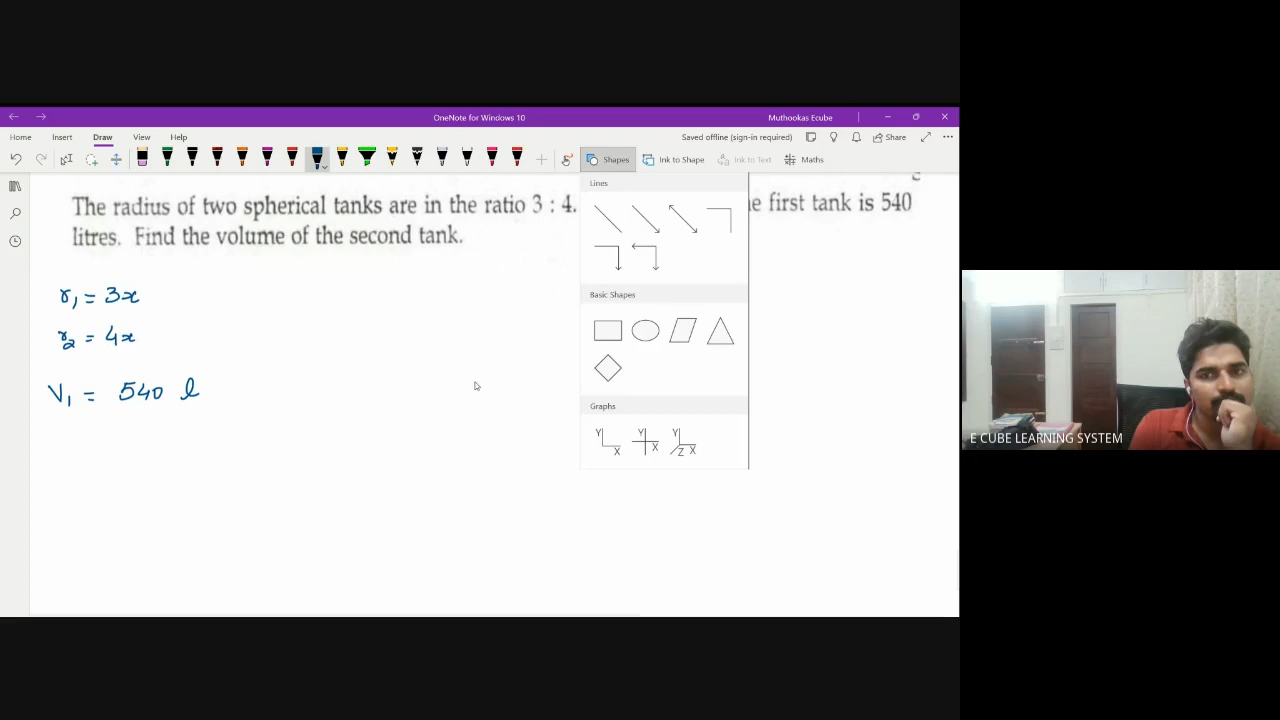 OneNote for Windows 10
Muthookas Ecube
Home Insert Draw View Help
Saved offline (sign-in required) Share
Shapes Ink to Shape Ink to Text Maths
Lines
The radius of two spherical tanks are in the ratio 3 : 4. e first tank is 540
litres. Find the volume of the second tank.
r₁ = 3x
r₂ = 4x
V₁ = 540 l
Basic Shapes
Graphs
Y X Y X Y Z X
E CUBE LEARNING SYSTEM